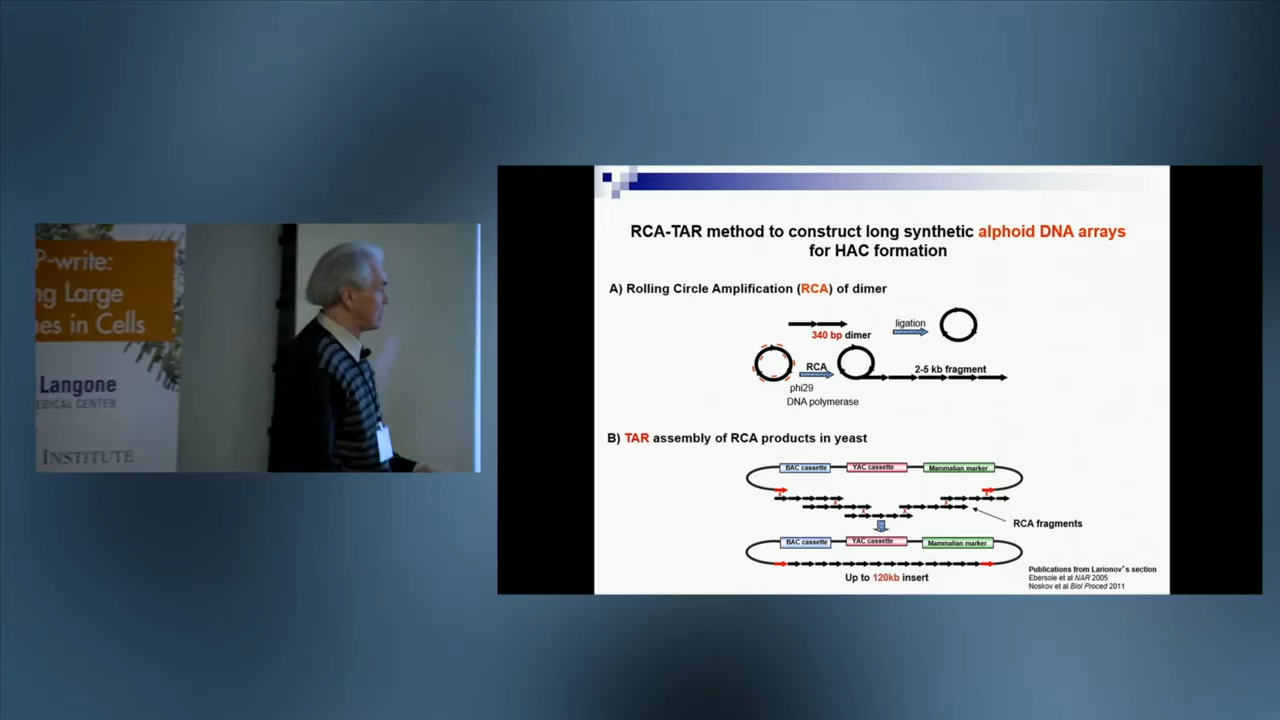 P-write:
ng Large
es in Cells
Langone
EDICAL CENTER
INSTITUTE
RCA-TAR method to construct long synthetic alphoid DNA arrays
for HAC formation
A) Rolling Circle Amplification (RCA) of dimer
340 bp dimer
ligation
RCA
phi29
DNA polymerase
2-5 kb fragment
B) TAR assembly of RCA products in yeast
BAC cassette
YAC cassette
Mammalian marker
x
x
x
x
x
x
RCA fragments
BAC cassette
YAC cassette
Mammalian marker
Up to 120kb insert
Publications from Larionov's section
Ebersole et al NAR 2005
Noskov et al Biol Proced 2011